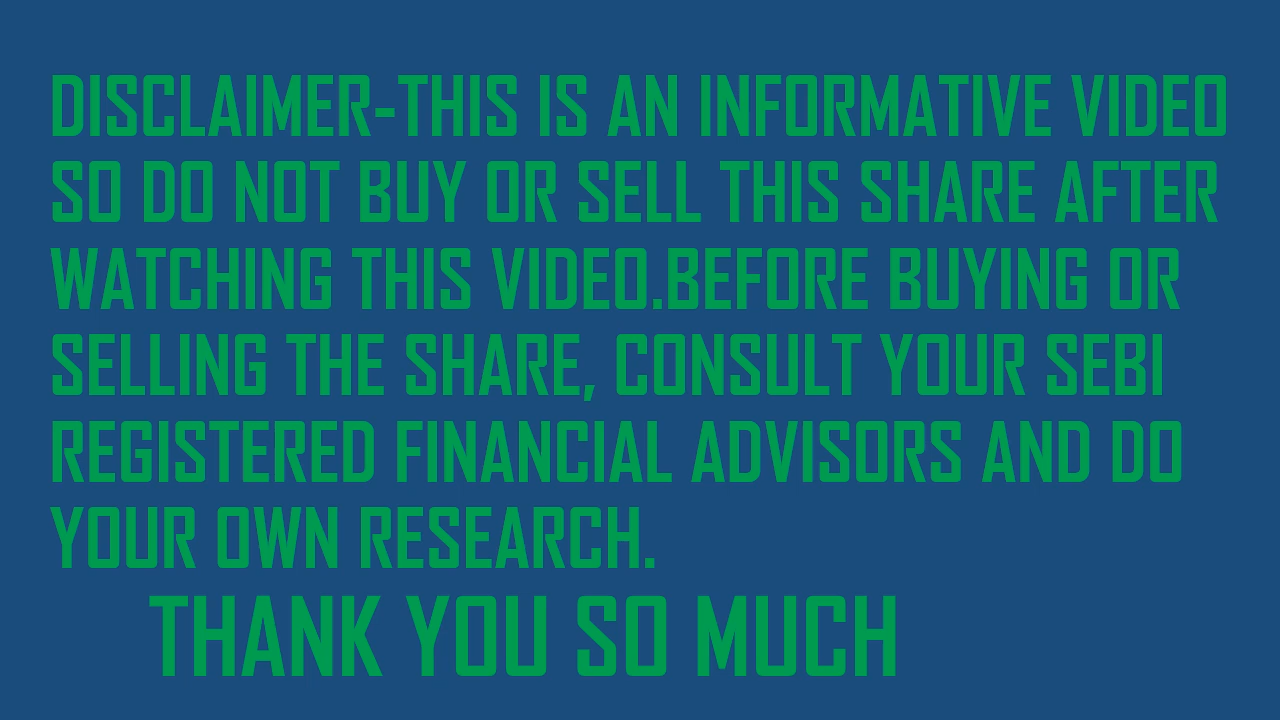 DISCLAIMER-THIS IS AN INFORMATIVE VIDEO
SO DO NOT BUY OR SELL THIS SHARE AFTER
WATCHING THIS VIDEO.BEFORE BUYING OR
SELLING THE SHARE, CONSULT YOUR SEBI
REGISTERED FINANCIAL ADVISORS AND DO
YOUR OWN RESEARCH.
THANK YOU SO MUCH